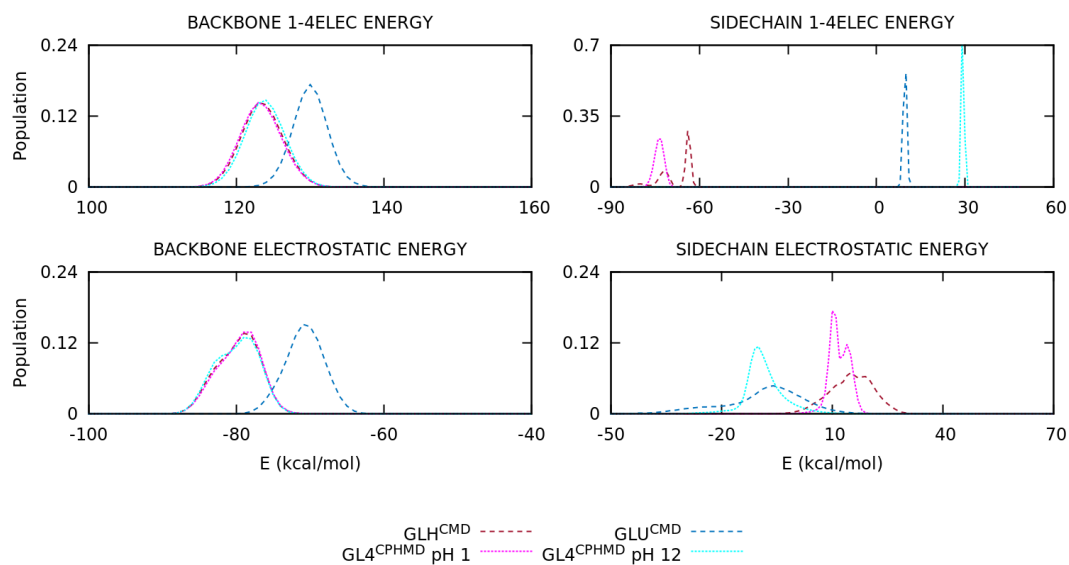 BACKBONE 1-4ELEC ENERGY
SIDECHAIN 1-4ELEC ENERGY
Population
0.24
0.12
0
100 120 140 160
0.7
0.35
0
-90 -60 -30 0 30 60
BACKBONE ELECTROSTATIC ENERGY
SIDECHAIN ELECTROSTATIC ENERGY
Population
0.24
0.12
0
-100 -80 -60 -40
E (kcal/mol)
0.24
0.12
0
-50 -20 10 40 70
E (kcal/mol)
GLH^CMD GLU^CMD
GL4^CPHMD pH 1 GL4^CPHMD pH 12